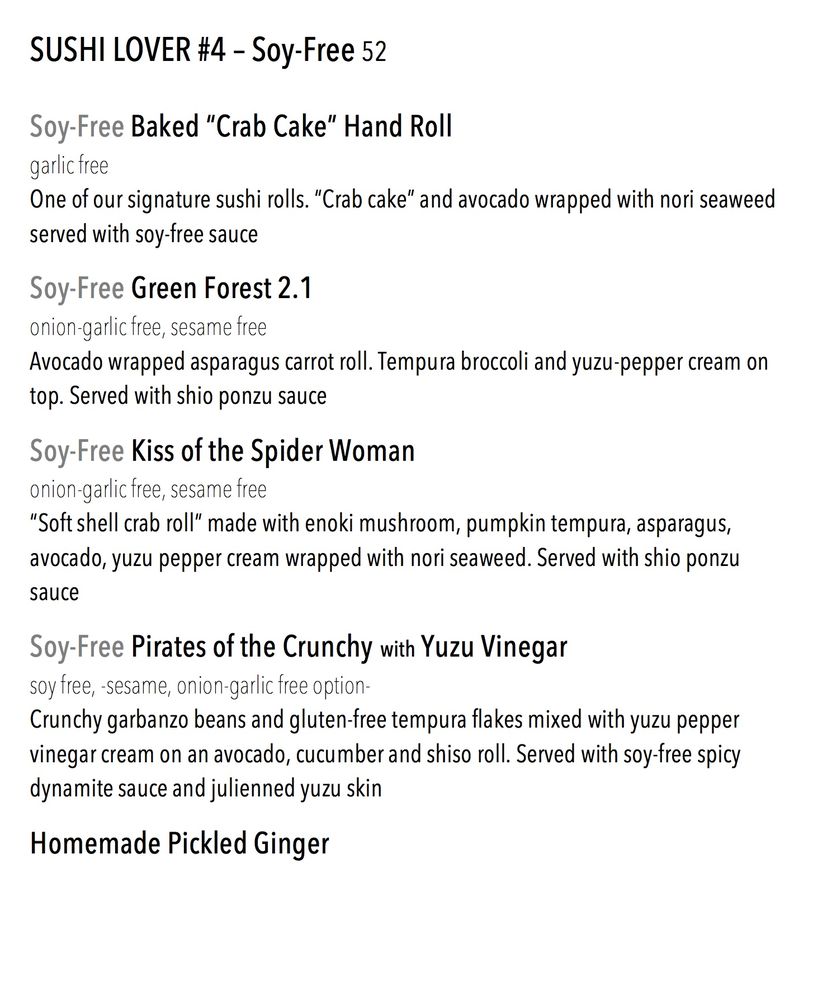 SUSHI LOVER #4 – Soy-Free 52
Soy-Free Baked “Crab Cake” Hand Roll
garlic free
One of our signature sushi rolls. “Crab cake” and avocado wrapped with nori seaweed
served with soy-free sauce
Soy-Free Green Forest 2.1
onion-garlic free, sesame free
Avocado wrapped asparagus carrot roll. Tempura broccoli and yuzu-pepper cream on
top. Served with shio ponzu sauce
Soy-Free Kiss of the Spider Woman
onion-garlic free, sesame free
“Soft shell crab roll” made with enoki mushroom, pumpkin tempura, asparagus,
avocado, yuzu pepper cream wrapped with nori seaweed. Served with shio ponzu
sauce
Soy-Free Pirates of the Crunchy with Yuzu Vinegar
soy free, -sesame, onion-garlic free option-
Crunchy garbanzo beans and gluten-free tempura flakes mixed with yuzu pepper
vinegar cream on an avocado, cucumber and shiso roll. Served with soy-free spicy
dynamite sauce and julienned yuzu skin
Homemade Pickled Ginger